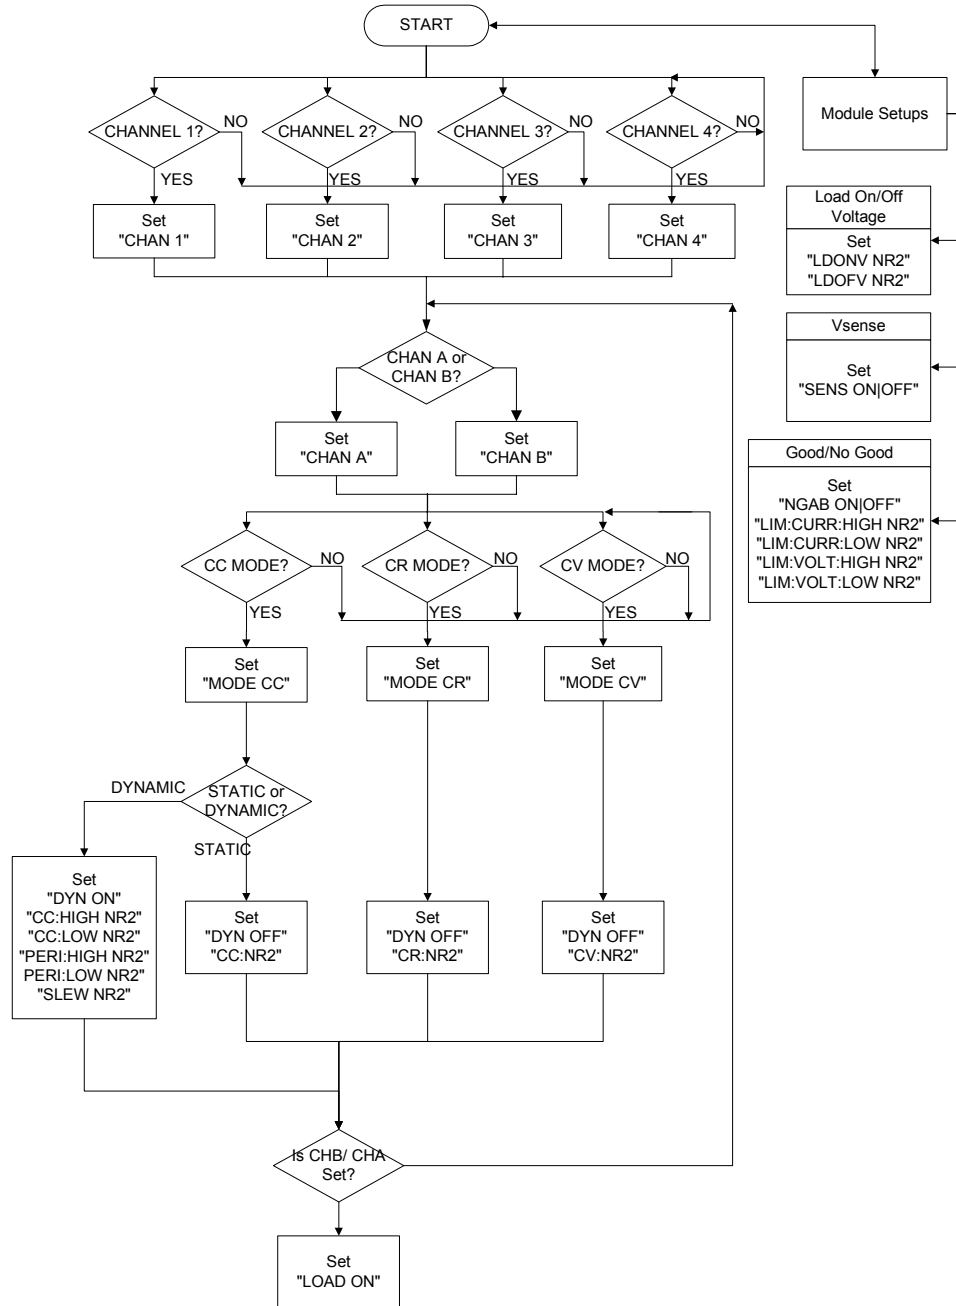 START
Module Setups
CHANNEL 1?
NO
CHANNEL 2?
NO
CHANNEL 3?
NO
CHANNEL 4?
NO
YES
YES
YES
YES
Set
"CHAN 1"
Set
"CHAN 2"
Set
"CHAN 3"
Set
"CHAN 4"
Load On/Off
Voltage
Set
"LDONV NR2"
"LDOFV NR2"
Vsense
Set
"SENS ON|OFF"
CHAN A or
CHAN B?
Set
"CHAN A"
Set
"CHAN B"
Good/No Good
Set
"NGAB ON|OFF"
"LIM:CURR:HIGH NR2"
"LIM:CURR:LOW NR2"
"LIM:VOLT:HIGH NR2"
"LIM:VOLT:LOW NR2"
CC MODE?
NO
CR MODE?
NO
CV MODE?
NO
YES
YES
YES
Set
"MODE CC"
Set
"MODE CR"
Set
"MODE CV"
DYNAMIC
STATIC or
DYNAMIC?
STATIC
Set
"DYN ON"
"CC:HIGH NR2"
"CC:LOW NR2"
"PERI:HIGH NR2"
PERI:LOW NR2"
"SLEW NR2"
Set
"DYN OFF"
"CC:NR2"
Set
"DYN OFF"
"CR:NR2"
Set
"DYN OFF"
"CV:NR2"
Is CHB/ CHA
Set?
Set
"LOAD ON"